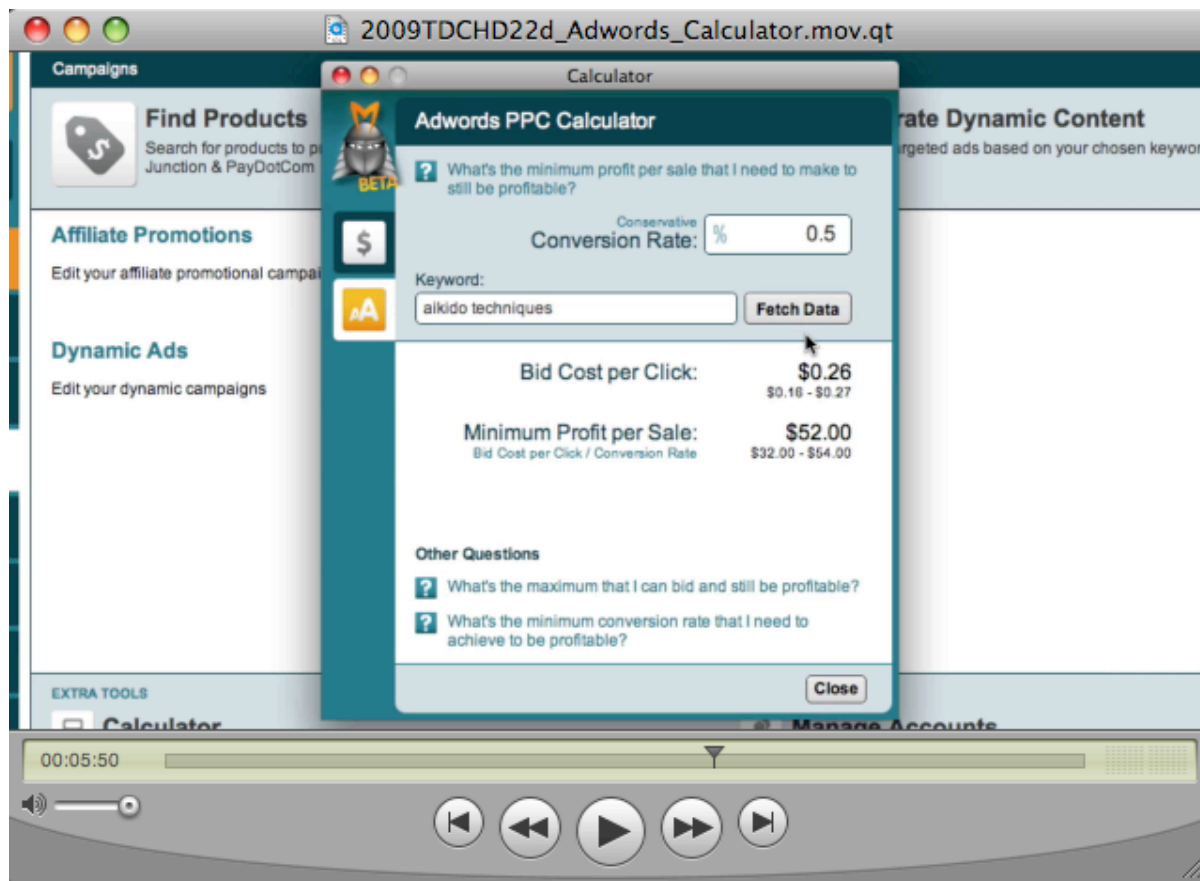 2009TDCHD22d_Adwords_Calculator.mov.qt
Campaigns
Find Products
Search for products to p
Junction & PayDotCom
Calculator
BETA
Adwords PPC Calculator
What's the minimum profit per sale that I need to make to
still be profitable?
Conservative
Conversion Rate:
% 0.5
Keyword:
aikido techniques
Fetch Data
Bid Cost per Click:
$0.26
$0.16 - $0.27
Minimum Profit per Sale:
$52.00
Bid Cost per Click / Conversion Rate
$32.00 - $54.00
Other Questions
What's the maximum that I can bid and still be profitable?
What's the minimum conversion rate that I need to
achieve to be profitable?
Close
rate Dynamic Content
rgeted ads based on your chosen keywor
Affiliate Promotions
Edit your affiliate promotional campai
Dynamic Ads
Edit your dynamic campaigns
EXTRA TOOLS
Calculator
Manage Accounts
00:05:50